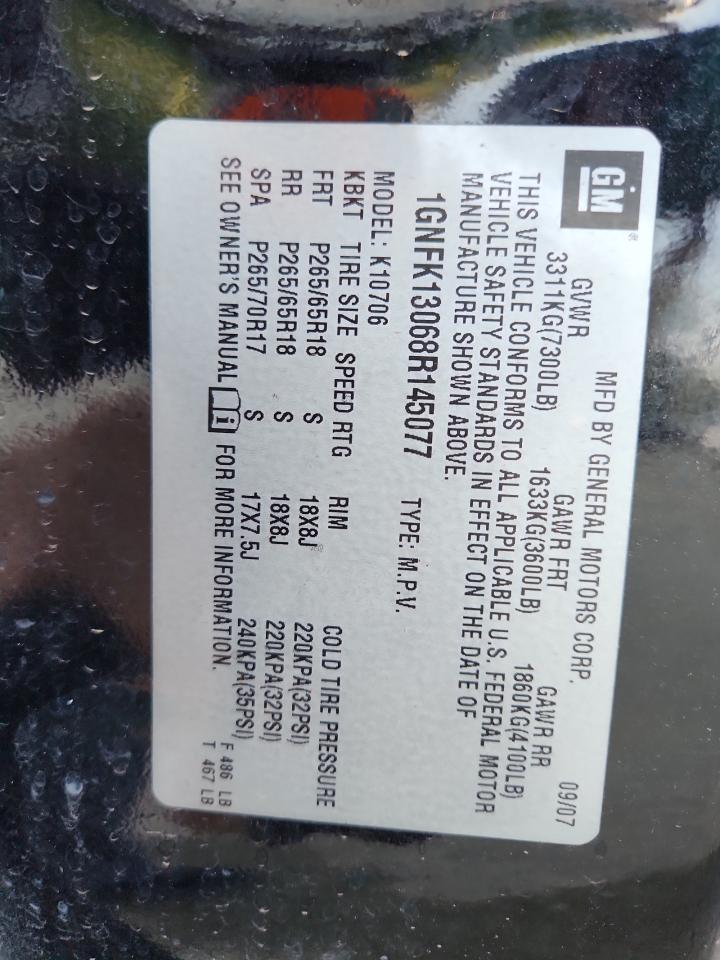 GM®
MFD BY GENERAL MOTORS CORP. 09/07
GVWR GAWR FRT GAWR RR
3311KG(7300LB) 1633KG(3600LB) 1860KG(4100LB)
THIS VEHICLE CONFORMS TO ALL APPLICABLE U.S. FEDERAL MOTOR
VEHICLE SAFETY STANDARDS IN EFFECT ON THE DATE OF
MANUFACTURE SHOWN ABOVE.
1GNFK13068R145077 TYPE: M.P.V.
MODEL: K10706
KBKT TIRE SIZE SPEED RTG RIM COLD TIRE PRESSURE
FRT P265/65R18 S 18X8J 220KPA(32PSI)
RR P265/65R18 S 18X8J 220KPA(32PSI)
SPA P265/70R17 S 17X7.5J 240KPA(35PSI)
SEE OWNER'S MANUAL i FOR MORE INFORMATION.
F 486 LB
T 467 LB